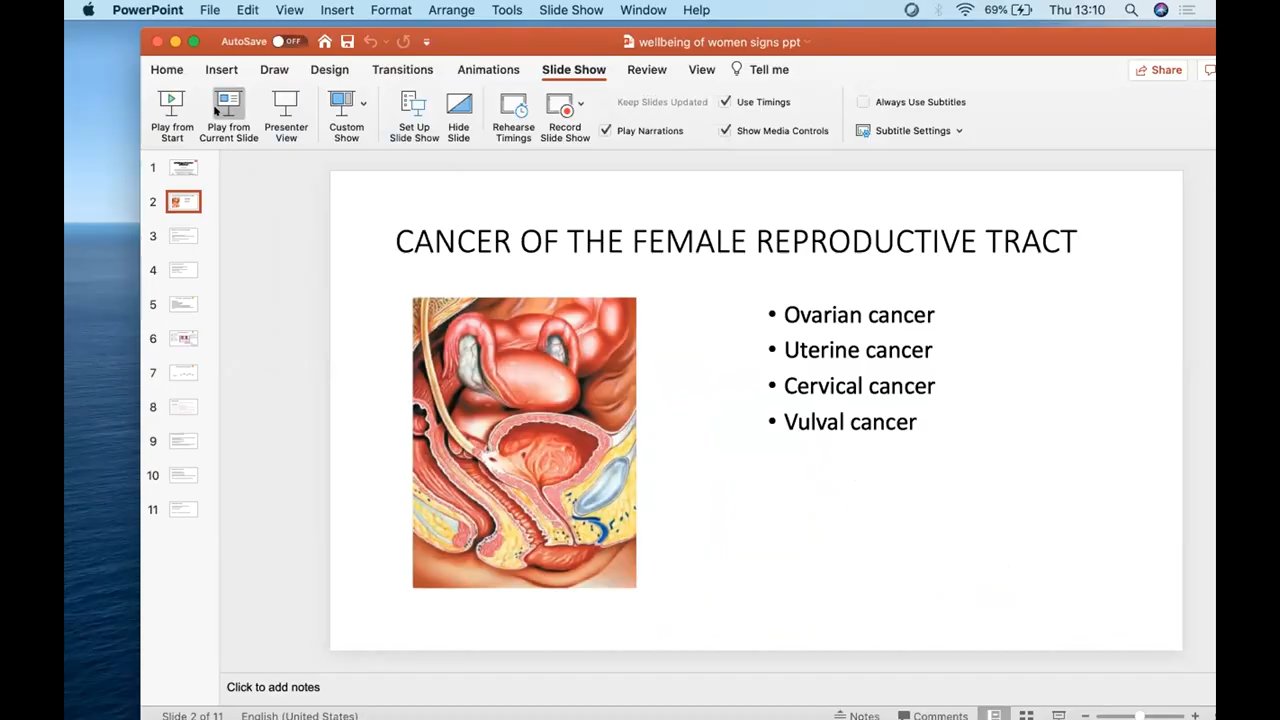 PowerPoint File Edit View Insert Format Arrange Tools Slide Show Window Help 69% Thu 13:10
AutoSave OFF wellbeing of women signs ppt
Home Insert Draw Design Transitions Animations Slide Show Review View Tell me Share
Keep Slides Updated Use Timings Always Use Subtitles
Play from Start
Play from Current Slide
Presenter View
Custom Show
Set Up Slide Show
Hide Slide
Rehearse Timings
Record Slide Show
Play Narrations Show Media Controls Subtitle Settings
1
2
3
4
5
6
7
8
9
10
11
CANCER OF THE FEMALE REPRODUCTIVE TRACT
• Ovarian cancer
• Uterine cancer
• Cervical cancer
• Vulval cancer
Click to add notes
Slide 2 of 11 English (United States) Notes Comments